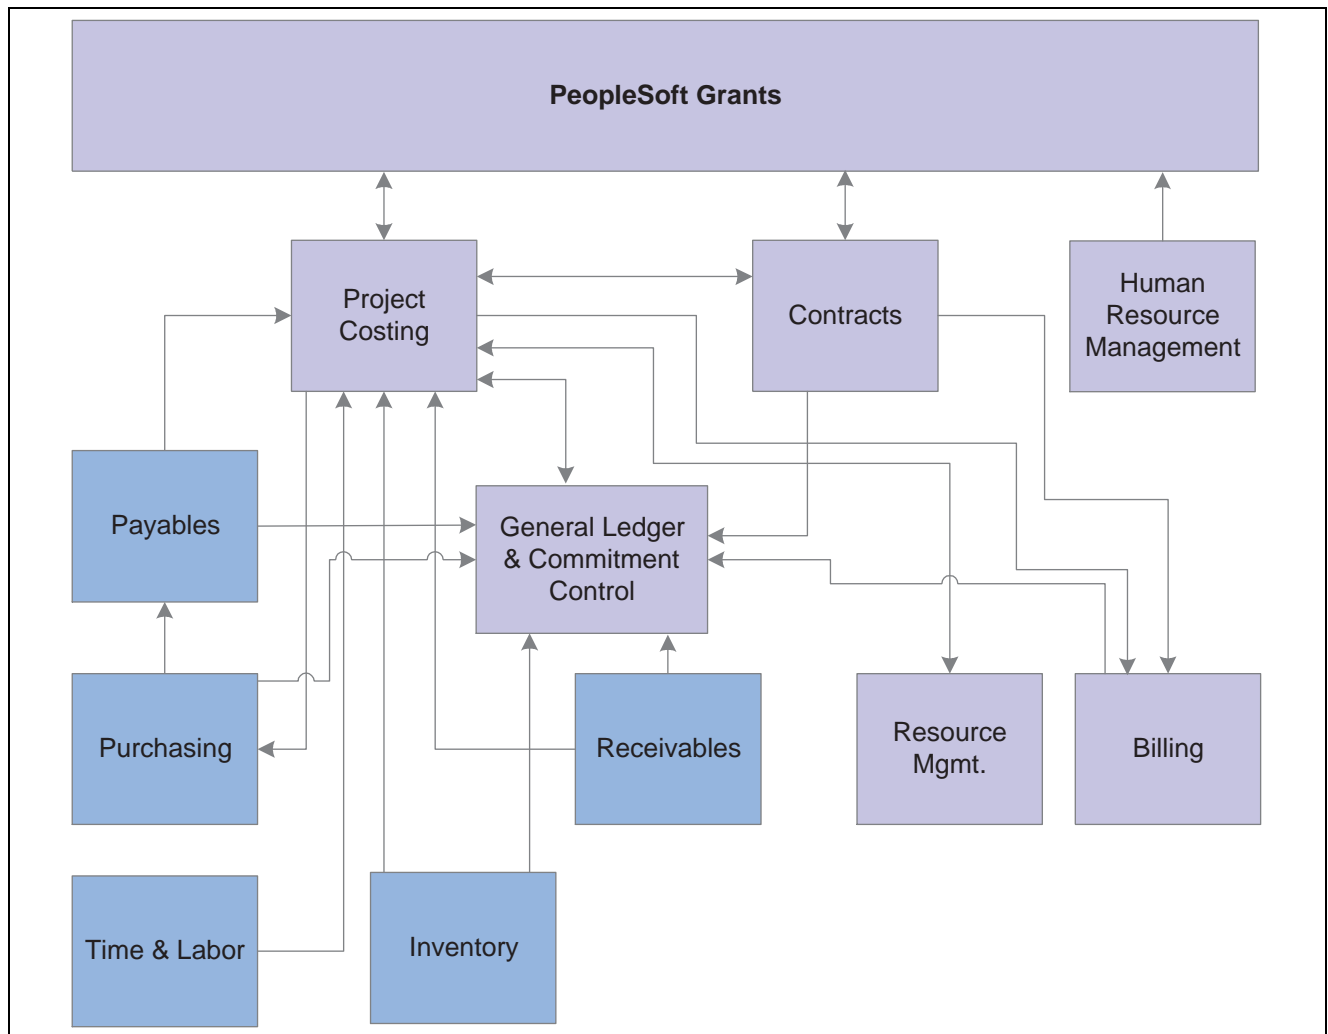 PeopleSoft Grants
Project
Costing
Contracts
Human
Resource
Management
Payables
General Ledger
& Commitment
Control
Purchasing
Receivables
Resource
Mgmt.
Billing
Time & Labor
Inventory